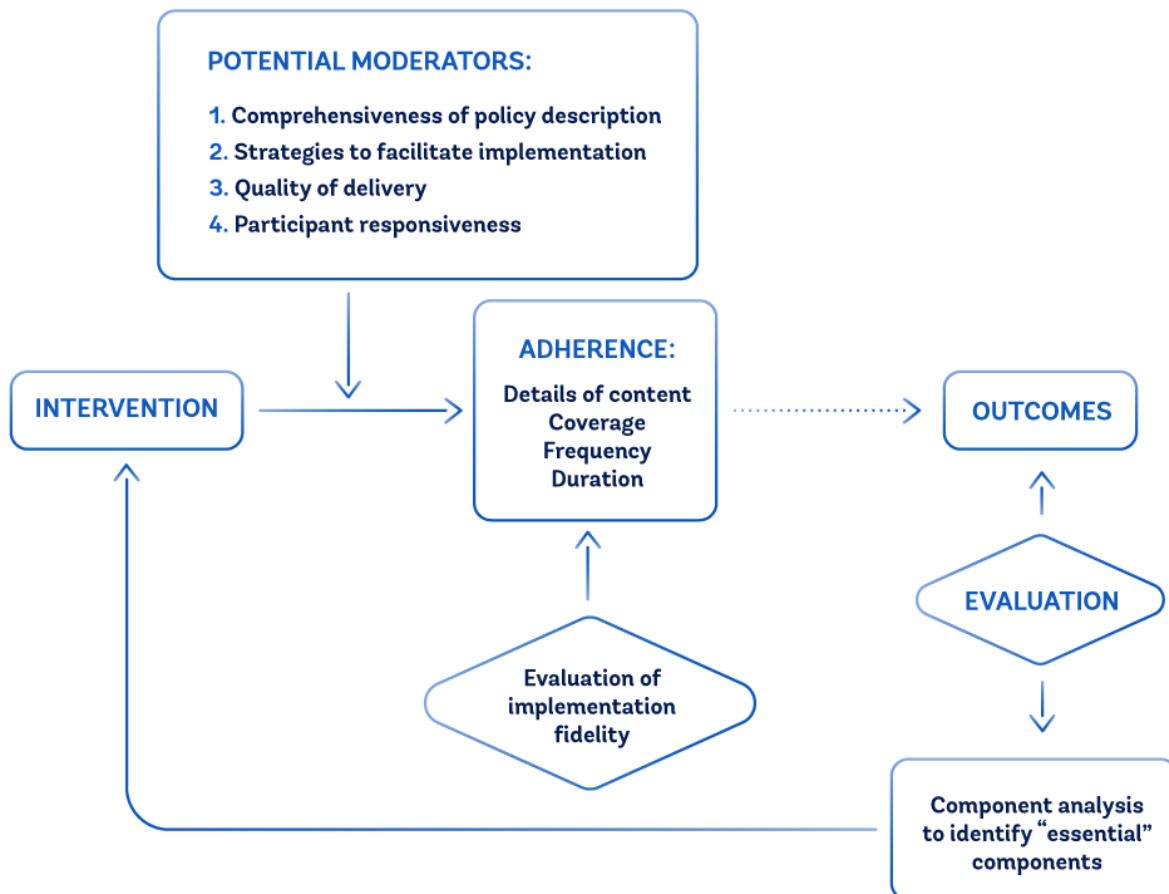 POTENTIAL MODERATORS:
1. Comprehensiveness of policy description
2. Strategies to facilitate implementation
3. Quality of delivery
4. Participant responsiveness
INTERVENTION
ADHERENCE:
Details of content
Coverage
Frequency
Duration
OUTCOMES
EVALUATION
Evaluation of
implementation
fidelity
Component analysis
to identify “essential”
components